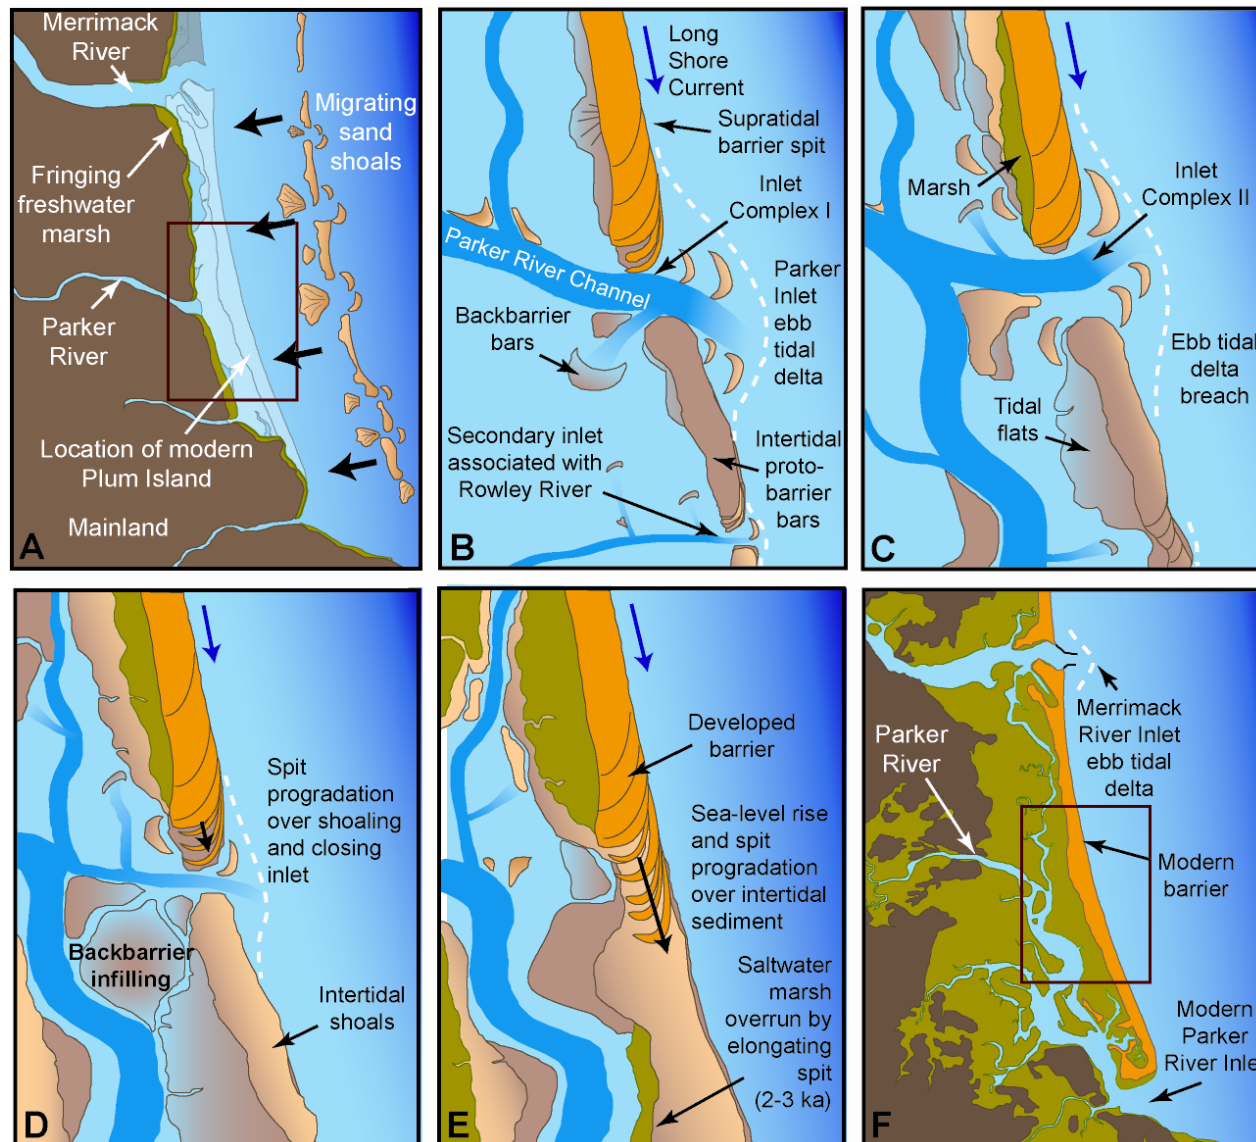 Merrimack
River
Migrating
sand
shoals
Fringing
freshwater
marsh
Parker
River
Location of modern
Plum Island
Mainland
A
Long
Shore
Current
Supratidal
barrier spit
Inlet
Complex I
Parker River Channel
Parker
Inlet
ebb
tidal
delta
Backbarrier
bars
Secondary inlet
associated with
Rowley River
Intertidal
proto-
barrier
bars
B
Marsh
Inlet
Complex II
Ebb tidal
delta
breach
Tidal
flats
C
Spit
progradation
over shoaling
and closing
inlet
Backbarrier
infilling
Intertidal
shoals
D
Developed
barrier
Sea-level rise
and spit
progradation
over intertidal
sediment
Saltwater
marsh
overrun by
elongating
spit
(2-3 ka)
E
Parker
River
Merrimack
River Inlet
ebb tidal
delta
Modern
barrier
Modern
Parker
River Inlet
F